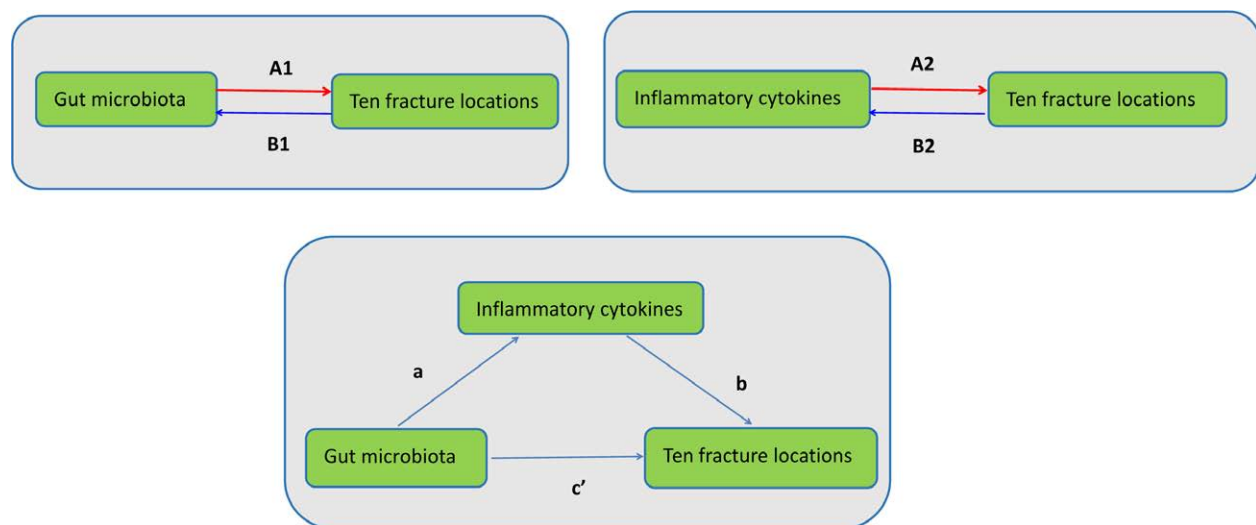 A1
Gut microbiota
Ten fracture locations
B1
A2
Inflammatory cytokines
Ten fracture locations
B2
Inflammatory cytokines
a
b
Gut microbiota
Ten fracture locations
c’